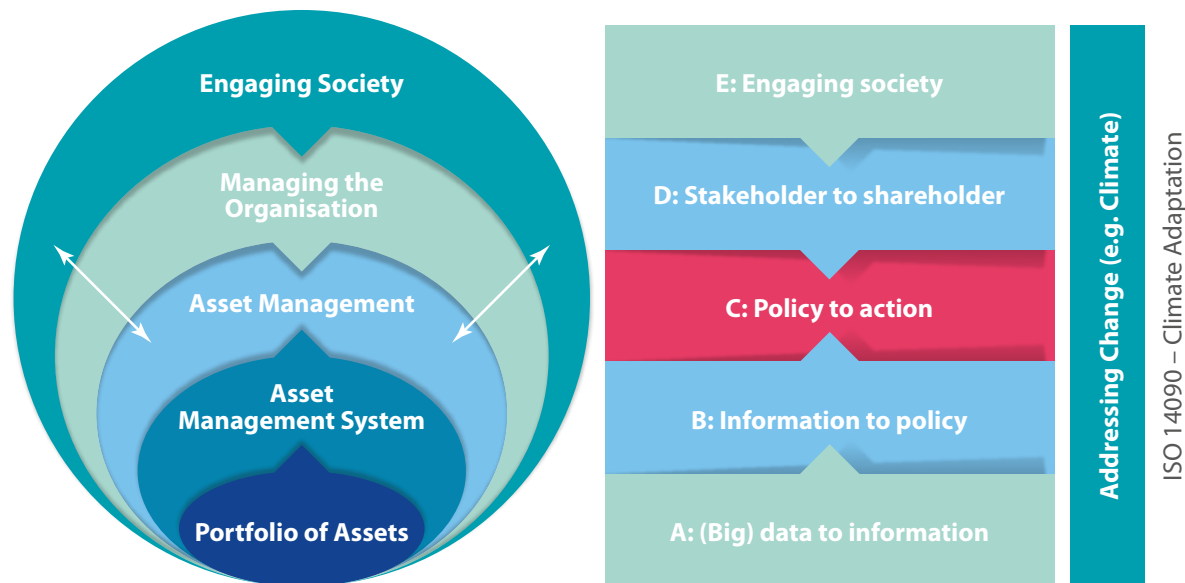 Engaging Society
Managing the
Organisation
Asset Management
Asset
Management System
Portfolio of Assets
E: Engaging society
D: Stakeholder to shareholder
C: Policy to action
B: Information to policy
A: (Big) data to information
Addressing Change (e.g. Climate)
ISO 14090 – Climate Adaptation